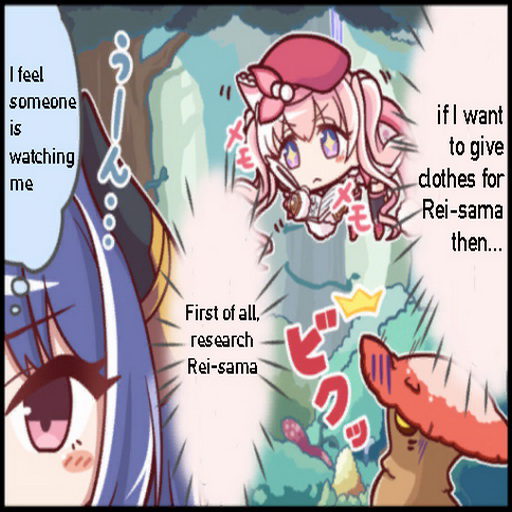 if I want
to give
clothes for
Rei-sama
then...
メモ
メモ
First of all,
research
Rei-sama
ビクッ
うーん…
I feel
someone
is
watching
me